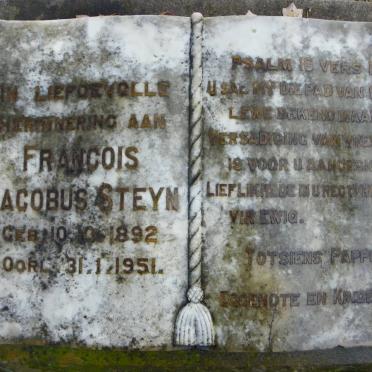 IN LIEFDEVOLLE
HERINNERING AAN
FRANCOIS
JACOBUS STEYN
GEB. 10.10.1892
OORL. 31.1.1951.
PSALM 16 VERS
U SAL MY DIE PAD VAN
LEWE BEKEND MAAK
VERSADIGING VAN VREUGDE
IS VOOR U AANGESIG
LIEFLIKHEDE IS U REGTERHAND
VIR EWIG.
TOTSIENS PAPPIE
EGGENOTE EN KINDERS